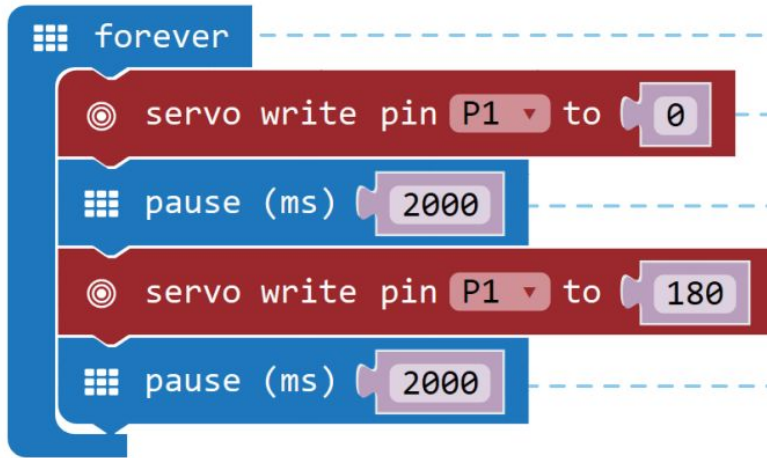 forever
servo write pin P1 to 0
pause (ms) 2000
servo write pin P1 to 180
pause (ms) 2000